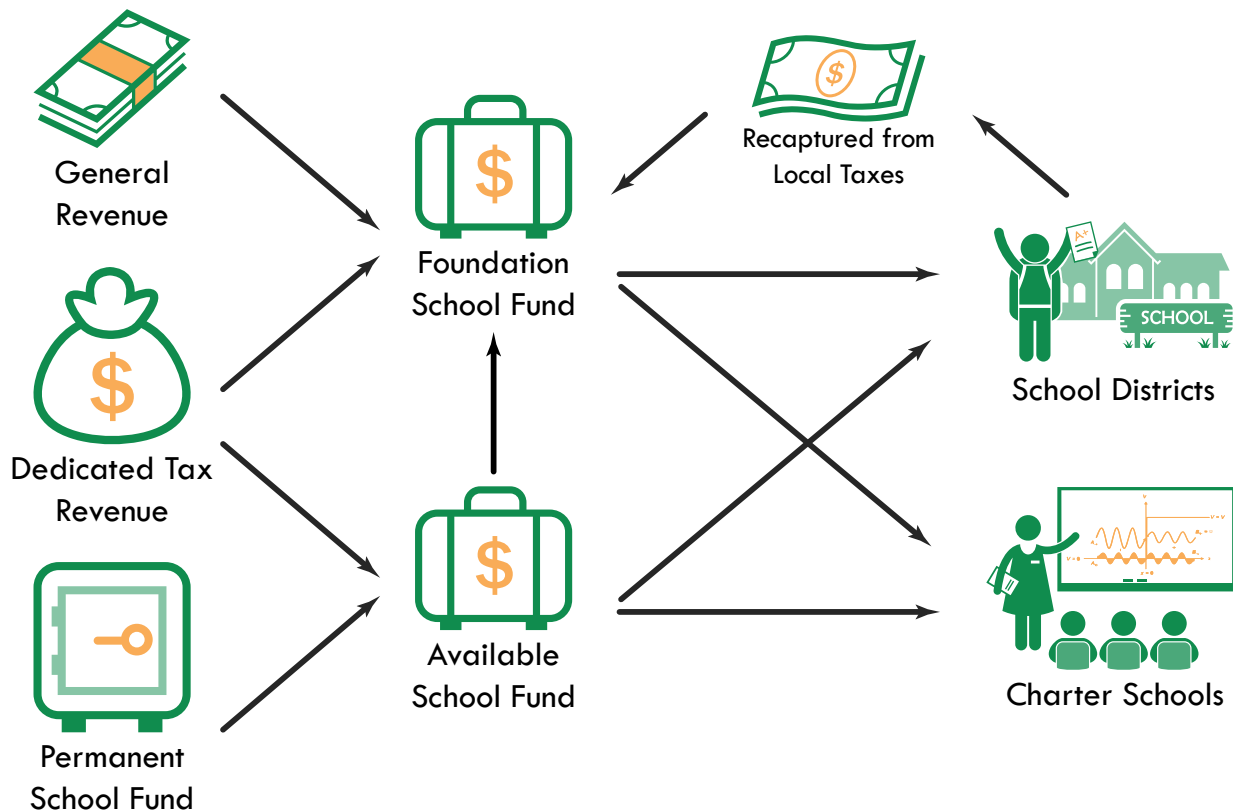 General
Revenue
$
Foundation
School Fund
$
Recaptured from
Local Taxes
A+
SCHOOL
School Districts
$
Dedicated Tax
Revenue
$
Available
School Fund
Charter Schools
Permanent
School Fund